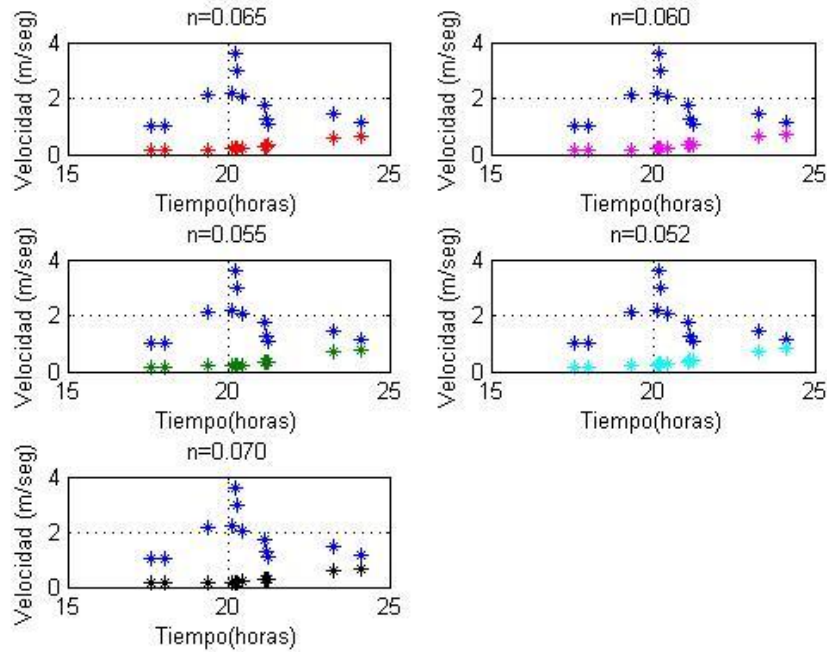 n=0.065
Velocidad (m/seg)
4
2
0
15
20
25
Tiempo(horas)
n=0.060
Velocidad (m/seg)
4
2
0
15
20
25
Tiempo(horas)
n=0.055
Velocidad (m/seg)
4
2
0
15
20
25
Tiempo(horas)
n=0.052
Velocidad (m/seg)
4
2
0
15
20
25
Tiempo(horas)
n=0.070
Velocidad (m/seg)
4
2
0
15
20
25
Tiempo(horas)